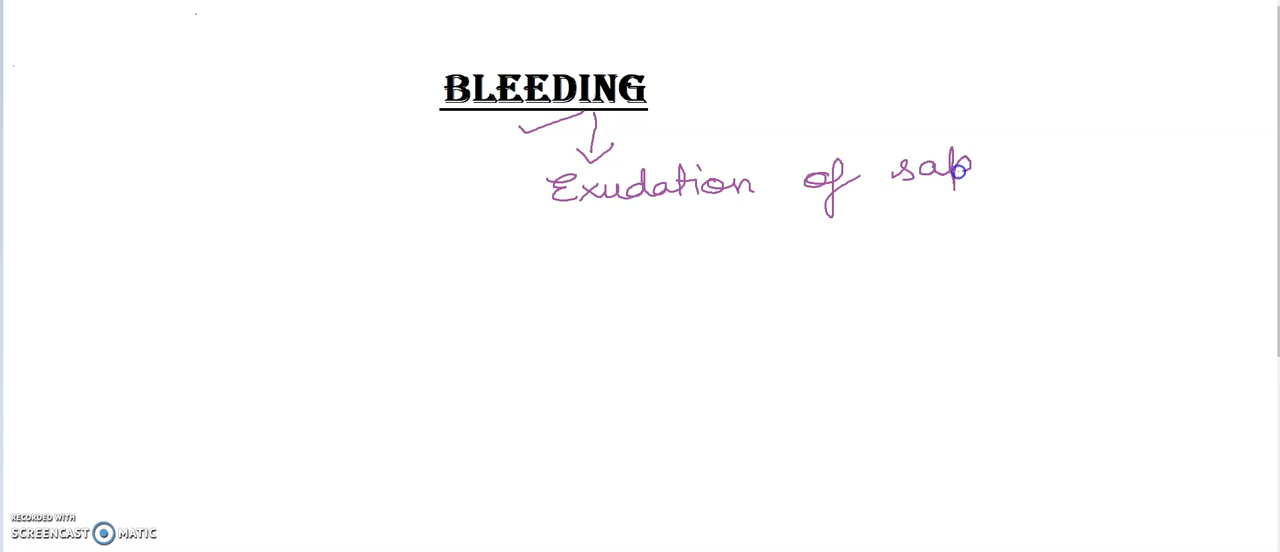 BLEEDING
Exudation of sap
RECORDED WITH
SCREENCAST MATIC